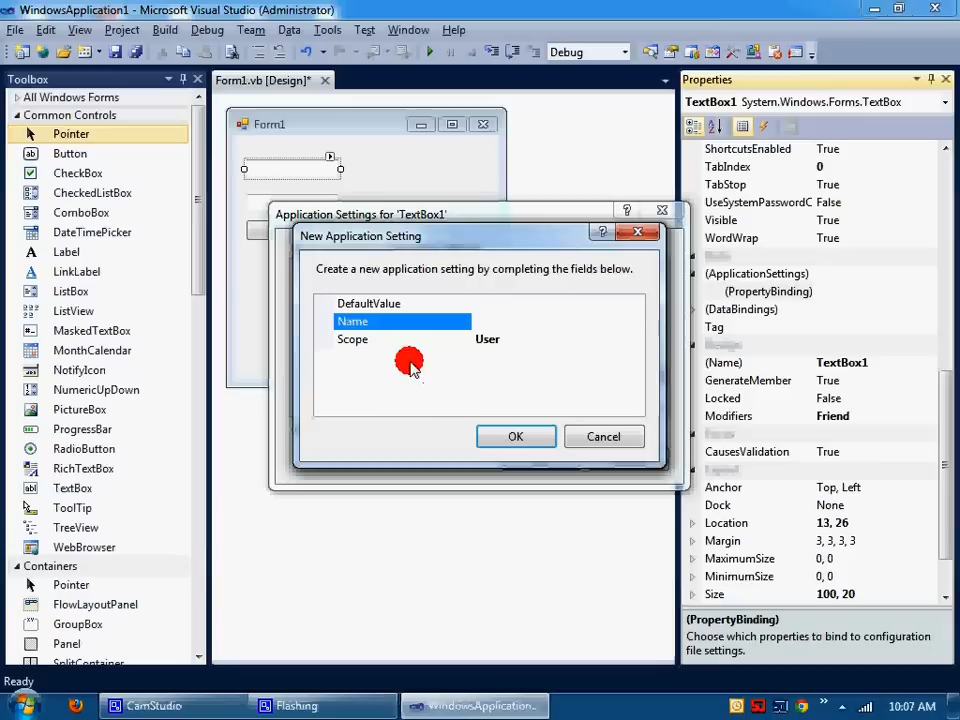 WindowsApplication1 - Microsoft Visual Studio (Administrator)
File Edit View Project Build Debug Team Data Tools Test Window Help
Debug
Toolbox
All Windows Forms
Common Controls
Pointer
Button
CheckBox
CheckedListBox
ComboBox
DateTimePicker
Label
LinkLabel
ListBox
ListView
MaskedTextBox
MonthCalendar
NotifyIcon
NumericUpDown
PictureBox
ProgressBar
RadioButton
RichTextBox
TextBox
ToolTip
TreeView
WebBrowser
Containers
Pointer
FlowLayoutPanel
GroupBox
Panel
SplitContainer
Form1.vb [Design]*
Form1
Application Settings for 'TextBox1'
New Application Setting
Create a new application setting by completing the fields below.
DefaultValue
Name
Scope User
OK Cancel
Properties
TextBox1 System.Windows.Forms.TextBox
ShortcutsEnabled True
TabIndex 0
TabStop True
UseSystemPasswordC False
Visible True
WordWrap True
(ApplicationSettings)
(PropertyBinding)
(DataBindings)
Tag
(Name) TextBox1
GenerateMember True
Locked False
Modifiers Friend
CausesValidation True
Anchor Top, Left
Dock None
Location 13, 26
Margin 3, 3, 3, 3
MaximumSize 0, 0
MinimumSize 0, 0
Size 100, 20
(PropertyBinding)
Choose which properties to bind to configuration
file settings.
Ready
CamStudio Flashing WindowsApplication... 10:07 AM